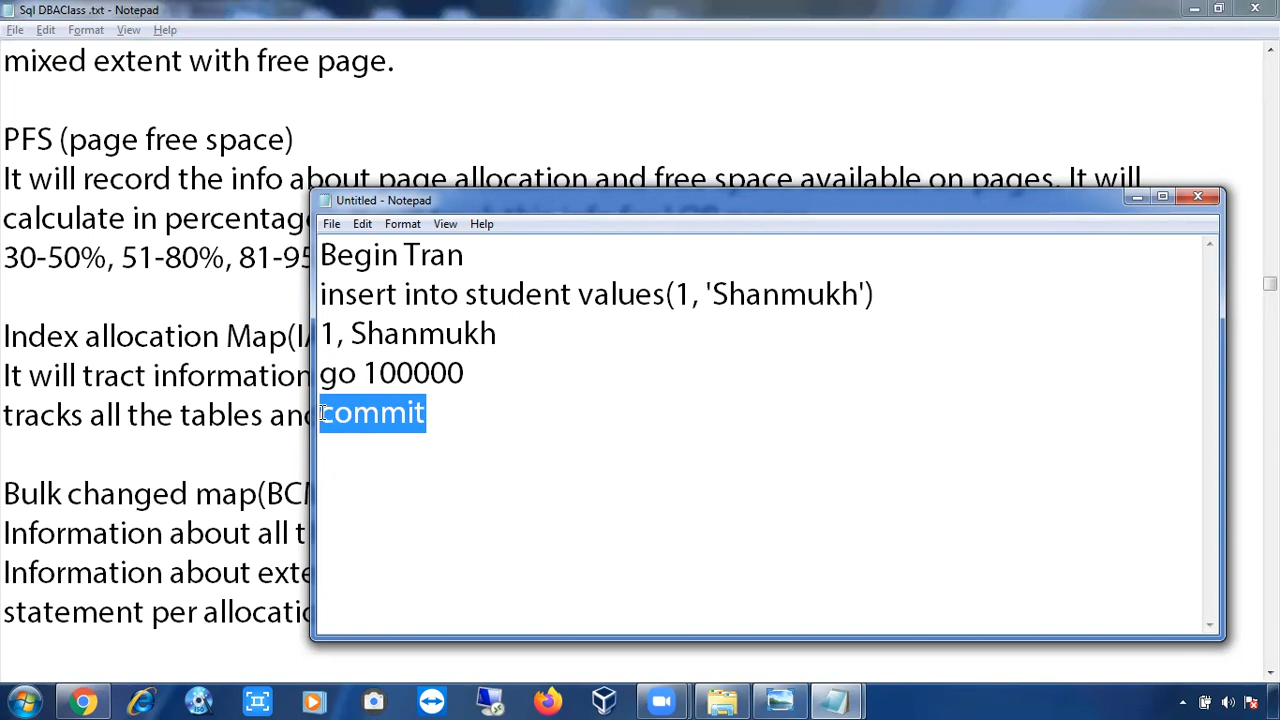 Sql DBAClass .txt - Notepad
File Edit Format View Help
mixed extent with free page.
PFS (page free space)
It will record the info about page allocation and free space available on pages. It will
calculate in percentag
30-50%, 51-80%, 81-95
Index allocation Map(I
It will tract information
tracks all the tables an
Bulk changed map(BC
Information about all t
Information about exte
statement per allocatio
Untitled - Notepad
File Edit Format View Help
Begin Tran
insert into student values(1, 'Shanmukh')
1, Shanmukh
go 100000
commit